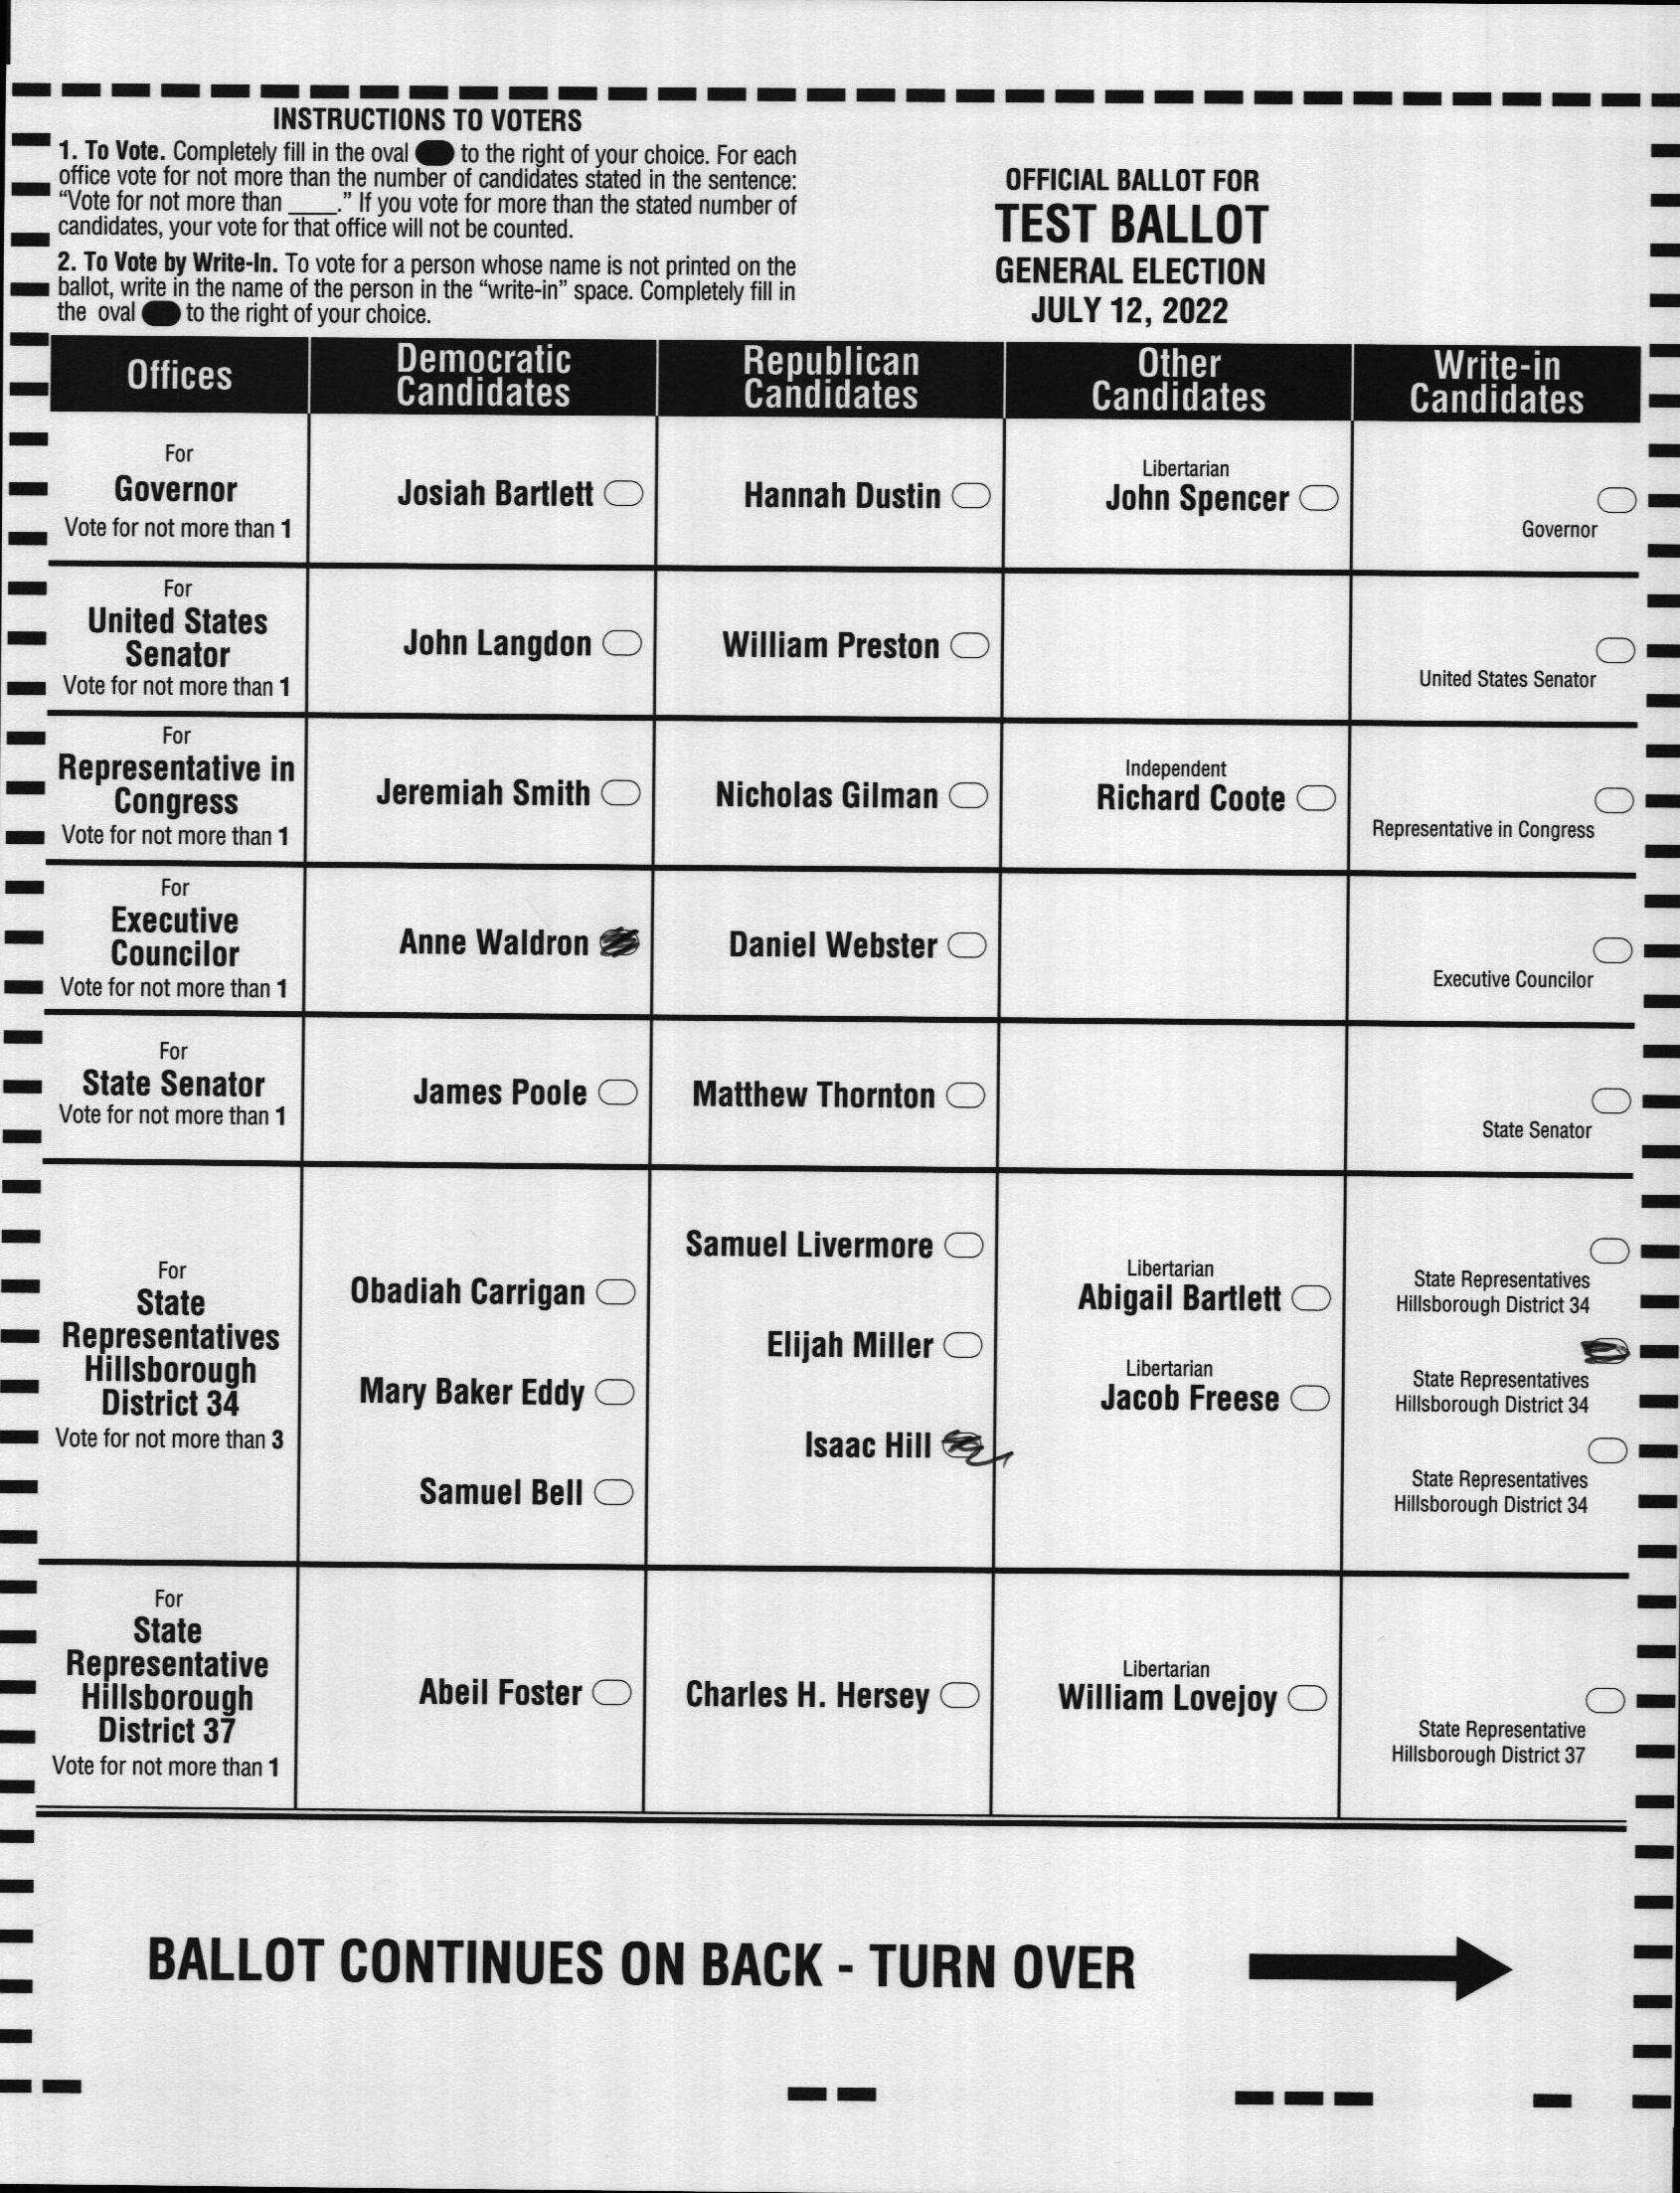 INSTRUCTIONS TO VOTERS
1. To Vote. Completely fill in the oval to the right of your choice. For each
office vote for not more than the number of candidates stated in the sentence:
“Vote for not more than ____.” If you vote for more than the stated number of
candidates, your vote for that office will not be counted.
2. To Vote by Write-In. To vote for a person whose name is not printed on the
ballot, write in the name of the person in the “write-in” space. Completely fill in
the oval to the right of your choice.
OFFICIAL BALLOT FOR
TEST BALLOT
GENERAL ELECTION
JULY 12, 2022
Offices
Democratic
Candidates
Republican
Candidates
Other
Candidates
Write-in
Candidates
For
Governor
Vote for not more than 1
Josiah Bartlett
Hannah Dustin
Libertarian
John Spencer
Governor
For
United States
Senator
Vote for not more than 1
John Langdon
William Preston
United States Senator
For
Representative in
Congress
Vote for not more than 1
Jeremiah Smith
Nicholas Gilman
Independent
Richard Coote
Representative in Congress
For
Executive
Councilor
Vote for not more than 1
Anne Waldron
Daniel Webster
Executive Councilor
For
State Senator
Vote for not more than 1
James Poole
Matthew Thornton
State Senator
For
State
Representatives
Hillsborough
District 34
Vote for not more than 3
Obadiah Carrigan
Mary Baker Eddy
Samuel Bell
Samuel Livermore
Elijah Miller
Isaac Hill
Libertarian
Abigail Bartlett
Libertarian
Jacob Freese
State Representatives
Hillsborough District 34
State Representatives
Hillsborough District 34
State Representatives
Hillsborough District 34
For
State
Representative
Hillsborough
District 37
Vote for not more than 1
Abeil Foster
Charles H. Hersey
Libertarian
William Lovejoy
State Representative
Hillsborough District 37
BALLOT CONTINUES ON BACK - TURN OVER